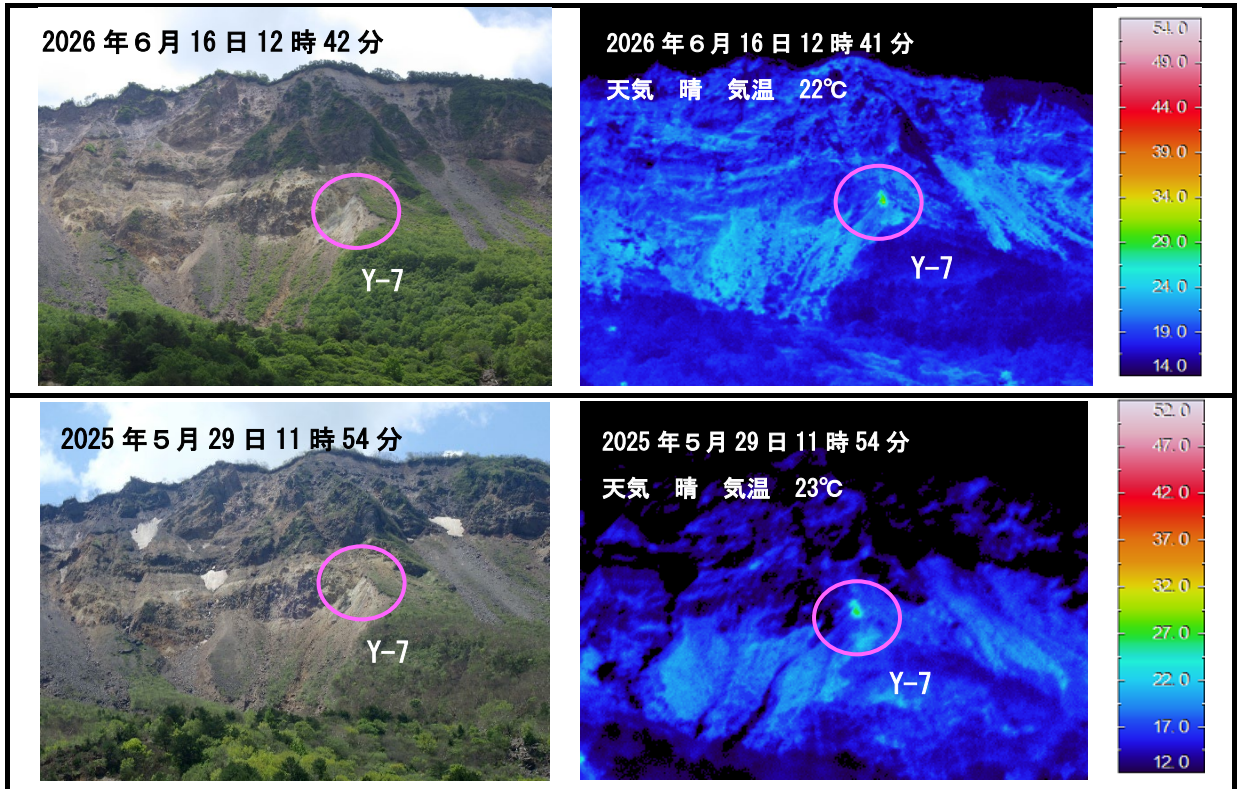 2026年６月16日12時42分
Y-7
2026年６月16日12時41分
天気　晴　気温　22℃
Y-7
54.0
49.0
44.0
39.0
34.0
29.0
24.0
19.0
14.0
2025年５月29日11時54分
Y-7
2025年５月29日11時54分
天気　晴　気温　23℃
Y-7
52.0
47.0
42.0
37.0
32.0
27.0
22.0
17.0
12.0